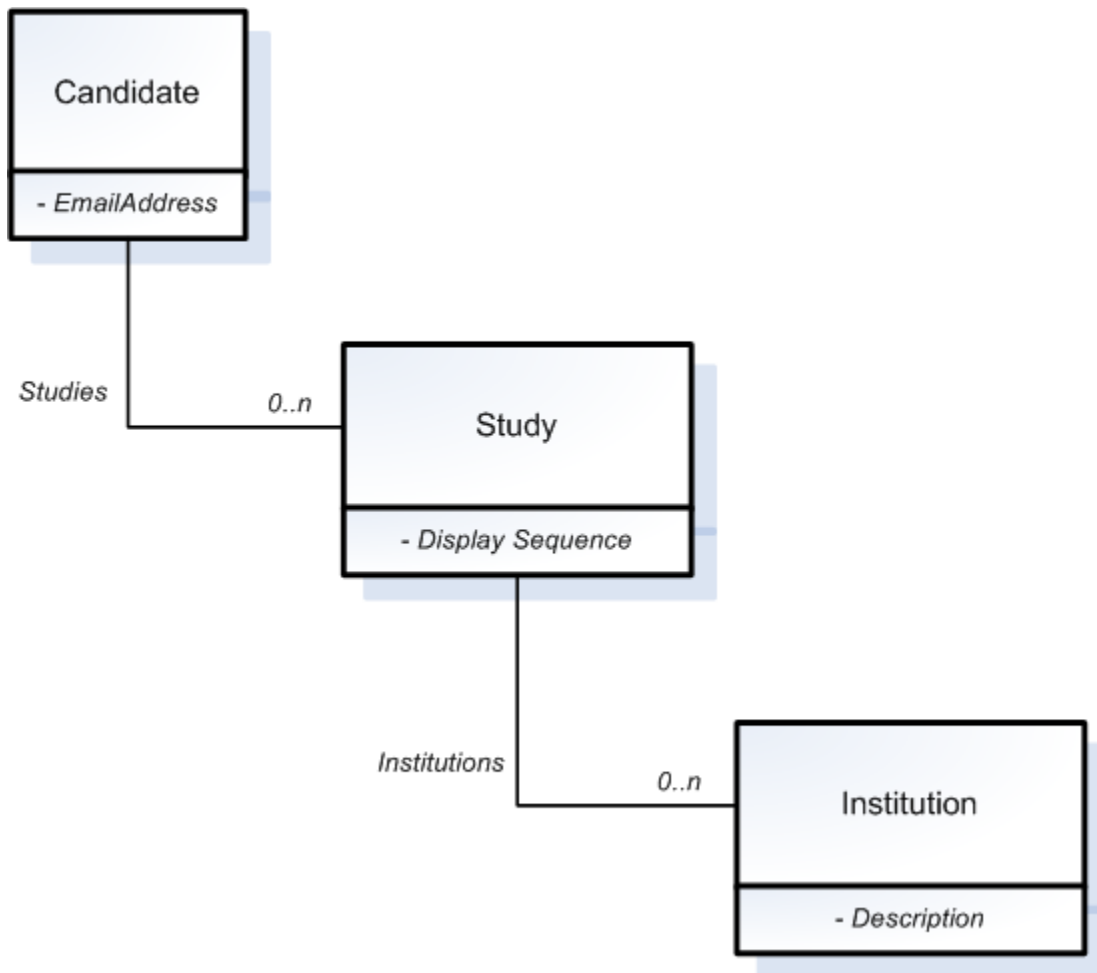 Candidate
- EmailAddress
Studies
0..n
Study
- Display Sequence
Institutions
0..n
Institution
- Description